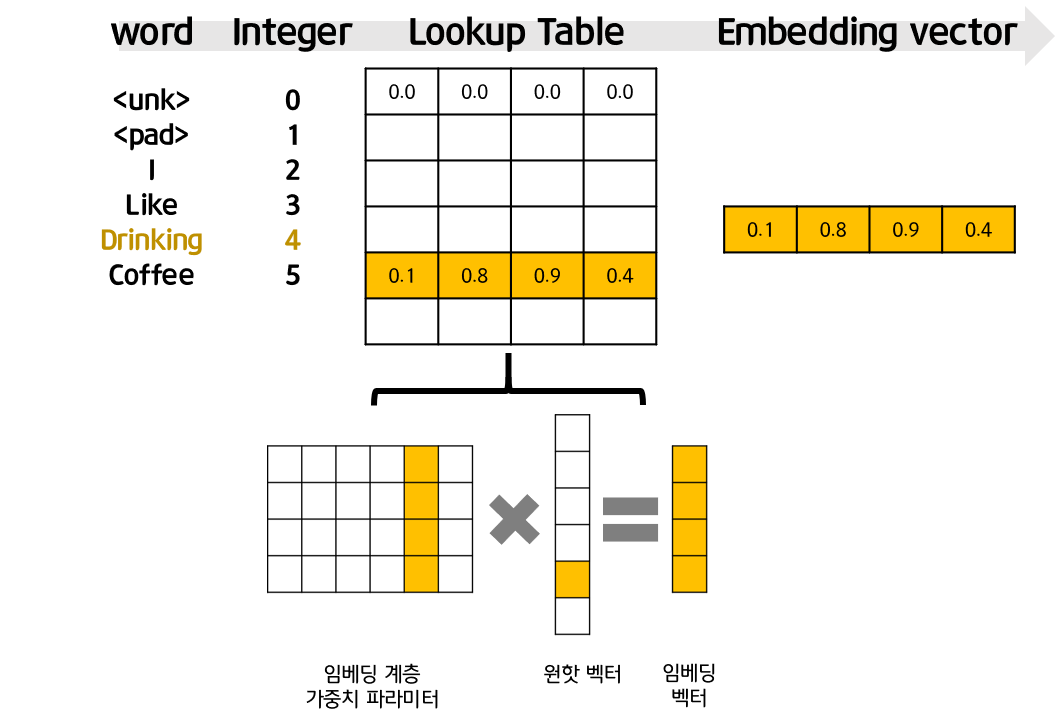 word Integer Lookup Table Embedding vector
<unk> 0 0.0 0.0 0.0 0.0
<pad> 1
I 2
Like 3
Drinking 4 0.1 0.8 0.9 0.4
Coffee 5 0.1 0.8 0.9 0.4
임베딩 계층 원핫 벡터 임베딩
가중치 파라미터 벡터